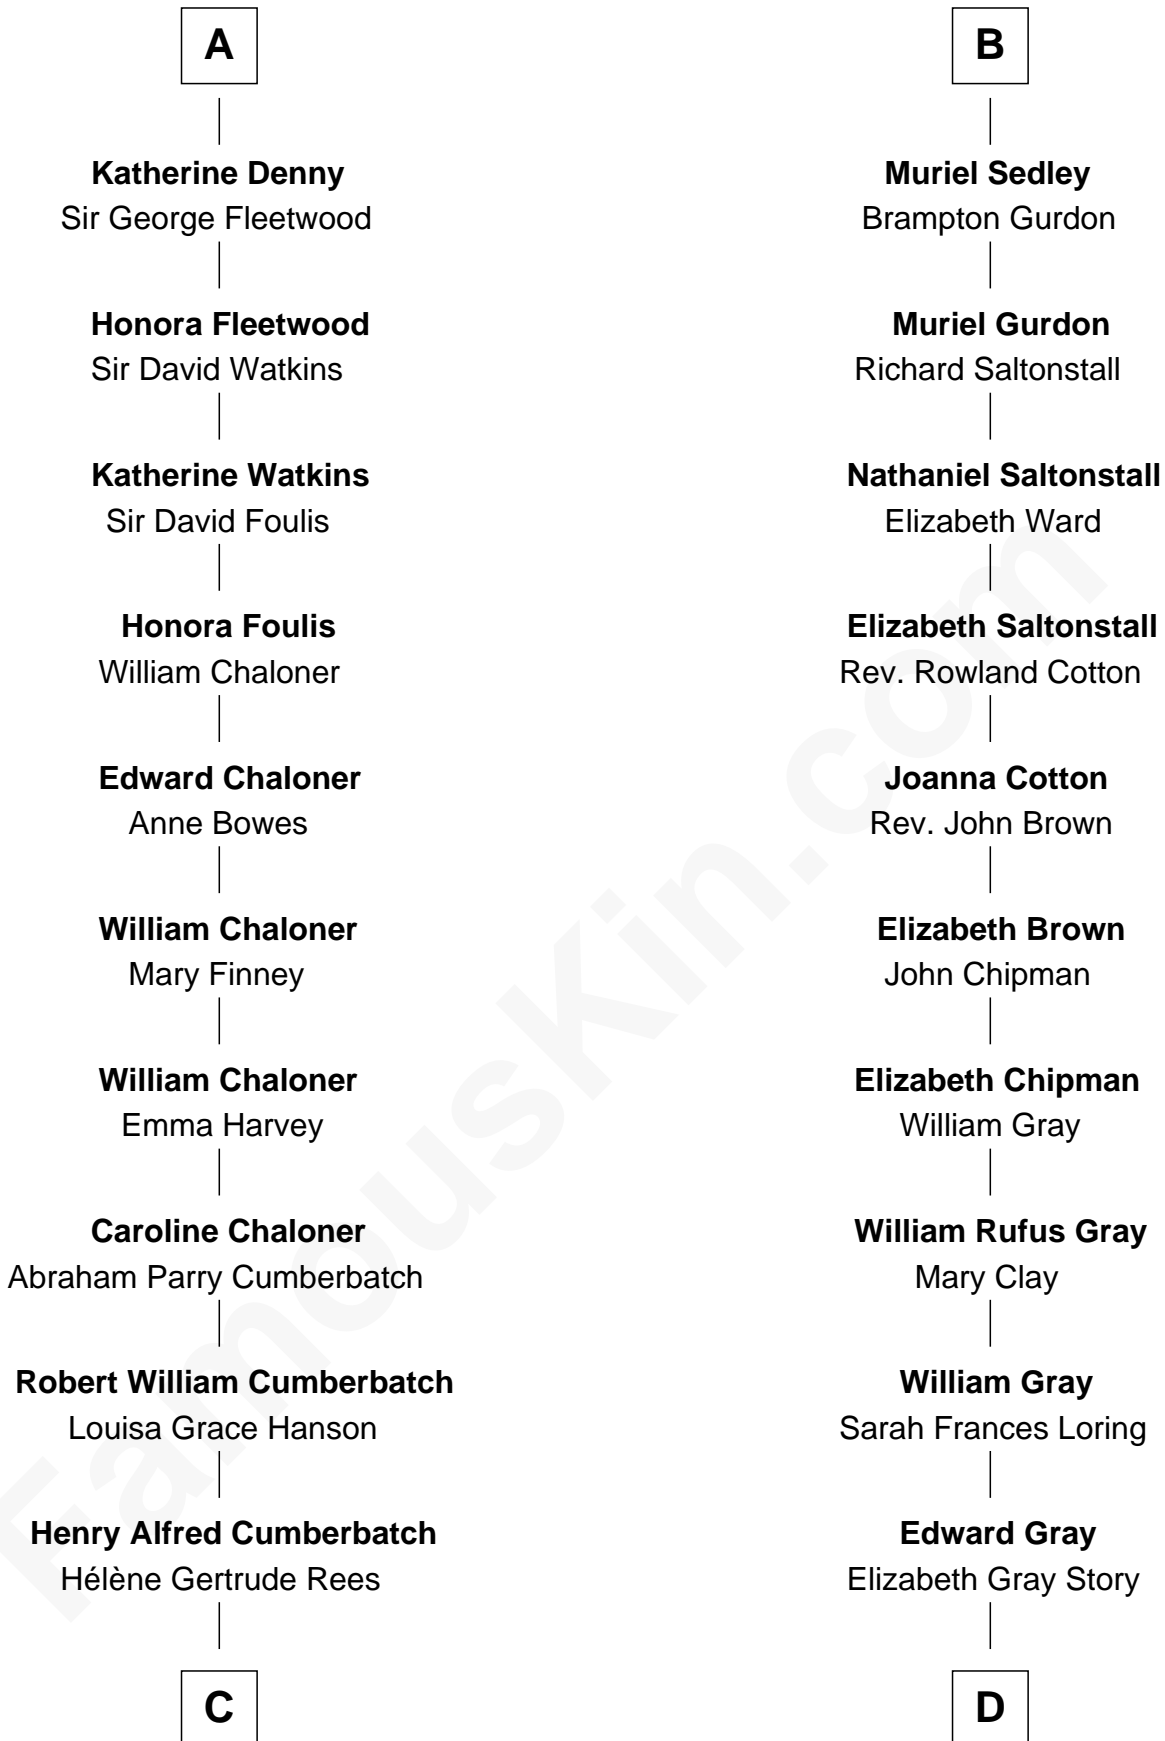 A
Katherine Denny
Sir George Fleetwood
Honora Fleetwood
Sir David Watkins
Katherine Watkins
Sir David Foulis
Honora Foulis
William Chaloner
Edward Chaloner
Anne Bowes
William Chaloner
Mary Finney
William Chaloner
Emma Harvey
Caroline Chaloner
Abraham Parry Cumberbatch
Robert William Cumberbatch
Louisa Grace Hanson
Henry Alfred Cumberbatch
Hélène Gertrude Rees
C
B
Muriel Sedley
Brampton Gurdon
Muriel Gurdon
Richard Saltonstall
Nathaniel Saltonstall
Elizabeth Ward
Elizabeth Saltonstall
Rev. Rowland Cotton
Joanna Cotton
Rev. John Brown
Elizabeth Brown
John Chipman
Elizabeth Chipman
William Gray
William Rufus Gray
Mary Clay
William Gray
Sarah Frances Loring
Edward Gray
Elizabeth Gray Story
D
FamousKin.com